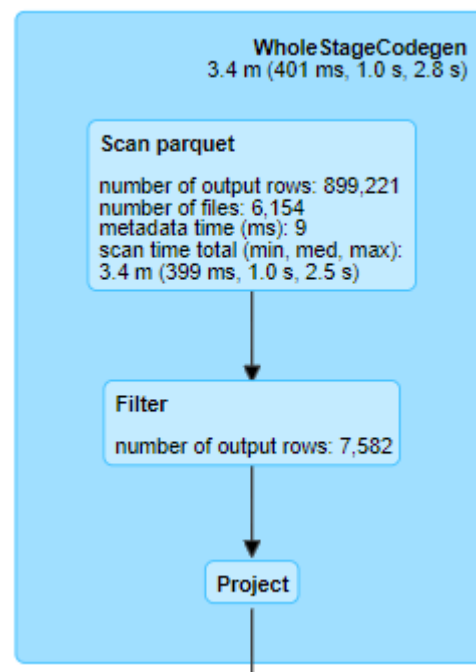 WholeStageCodegen
3.4 m (401 ms, 1.0 s, 2.8 s)
Scan parquet
number of output rows: 899,221
number of files: 6,154
metadata time (ms): 9
scan time total (min, med, max):
3.4 m (399 ms, 1.0 s, 2.5 s)
Filter
number of output rows: 7,582
Project